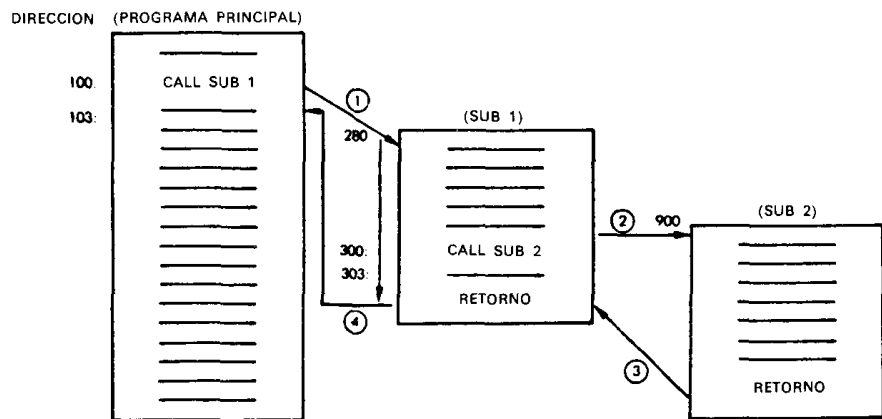 DIRECCION (PROGRAMA PRINCIPAL)
100: CALL SUB 1
103:
1
(SUB 1)
280
2
900
(SUB 2)
300: CALL SUB 2
303:
RETORNO
4
3
RETORNO